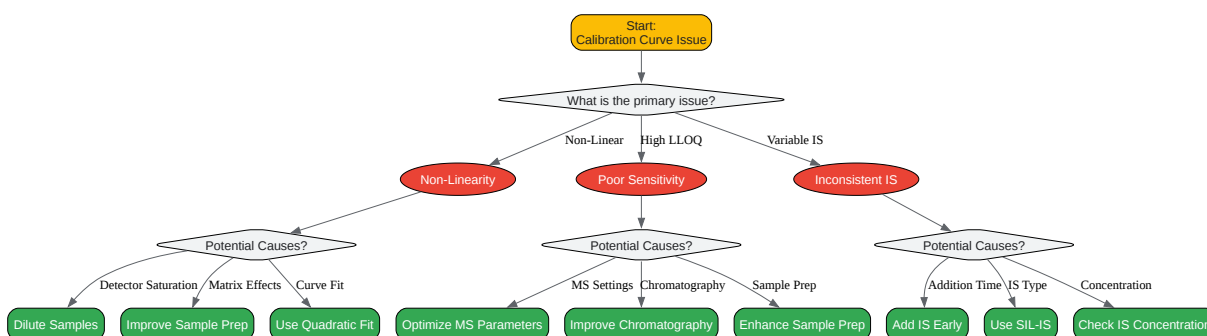 Start:
Calibration Curve Issue
What is the primary issue?
Non-Linear
High LLOQ
Variable IS
Non-Linearity
Poor Sensitivity
Inconsistent IS
Potential Causes?
Potential Causes?
Potential Causes?
Detector Saturation
Matrix Effects
Curve Fit
MS Settings
Chromatography
Sample Prep
Addition Time
IS Type
Concentration
Dilute Samples
Improve Sample Prep
Use Quadratic Fit
Optimize MS Parameters
Improve Chromatography
Enhance Sample Prep
Add IS Early
Use SIL-IS
Check IS Concentration